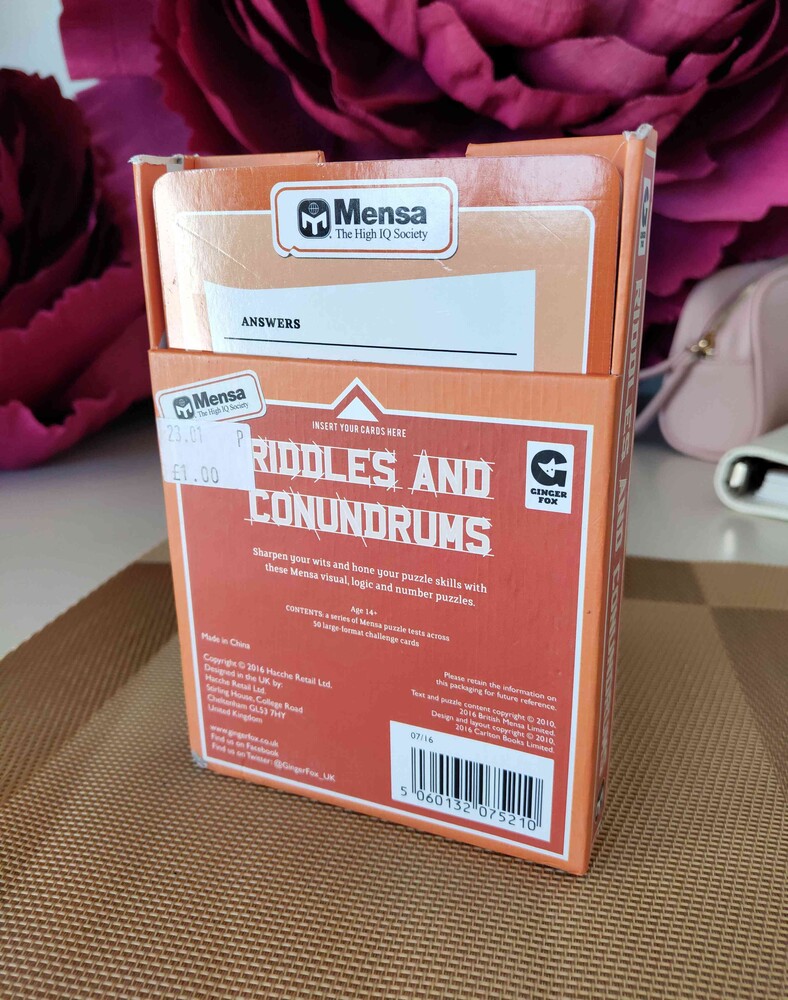 Mensa
The High IQ Society
ANSWERS
Mensa
The High IQ Society
23.01 P
£1.00
INSERT YOUR CARDS HERE
RIDDLES AND
CONUNDRUMS
GINGER
FOX
Sharpen your wits and hone your puzzle skills with
these Mensa visual, logic and number puzzles.
Age 14+
CONTENTS: a series of Mensa puzzle tests across
50 large-format challenge cards
Made in China
Copyright © 2016 Hacche Retail Ltd.
Designed in the UK by:
Hacche Retail Ltd.
Stirling House, College Road
Cheltenham GL53 7HY
United Kingdom
www.gingerfox.co.uk
Find us on Facebook
Find us on Twitter: @GingerFox_UK
Please retain the information on
this packaging for future reference.
Text and puzzle content copyright © 2010,
2016 British Mensa Limited.
Design and layout copyright © 2010,
2016 Carlton Books Limited.
07/16
5 060132 075210
RIDDLES AND CONUNDRUMS